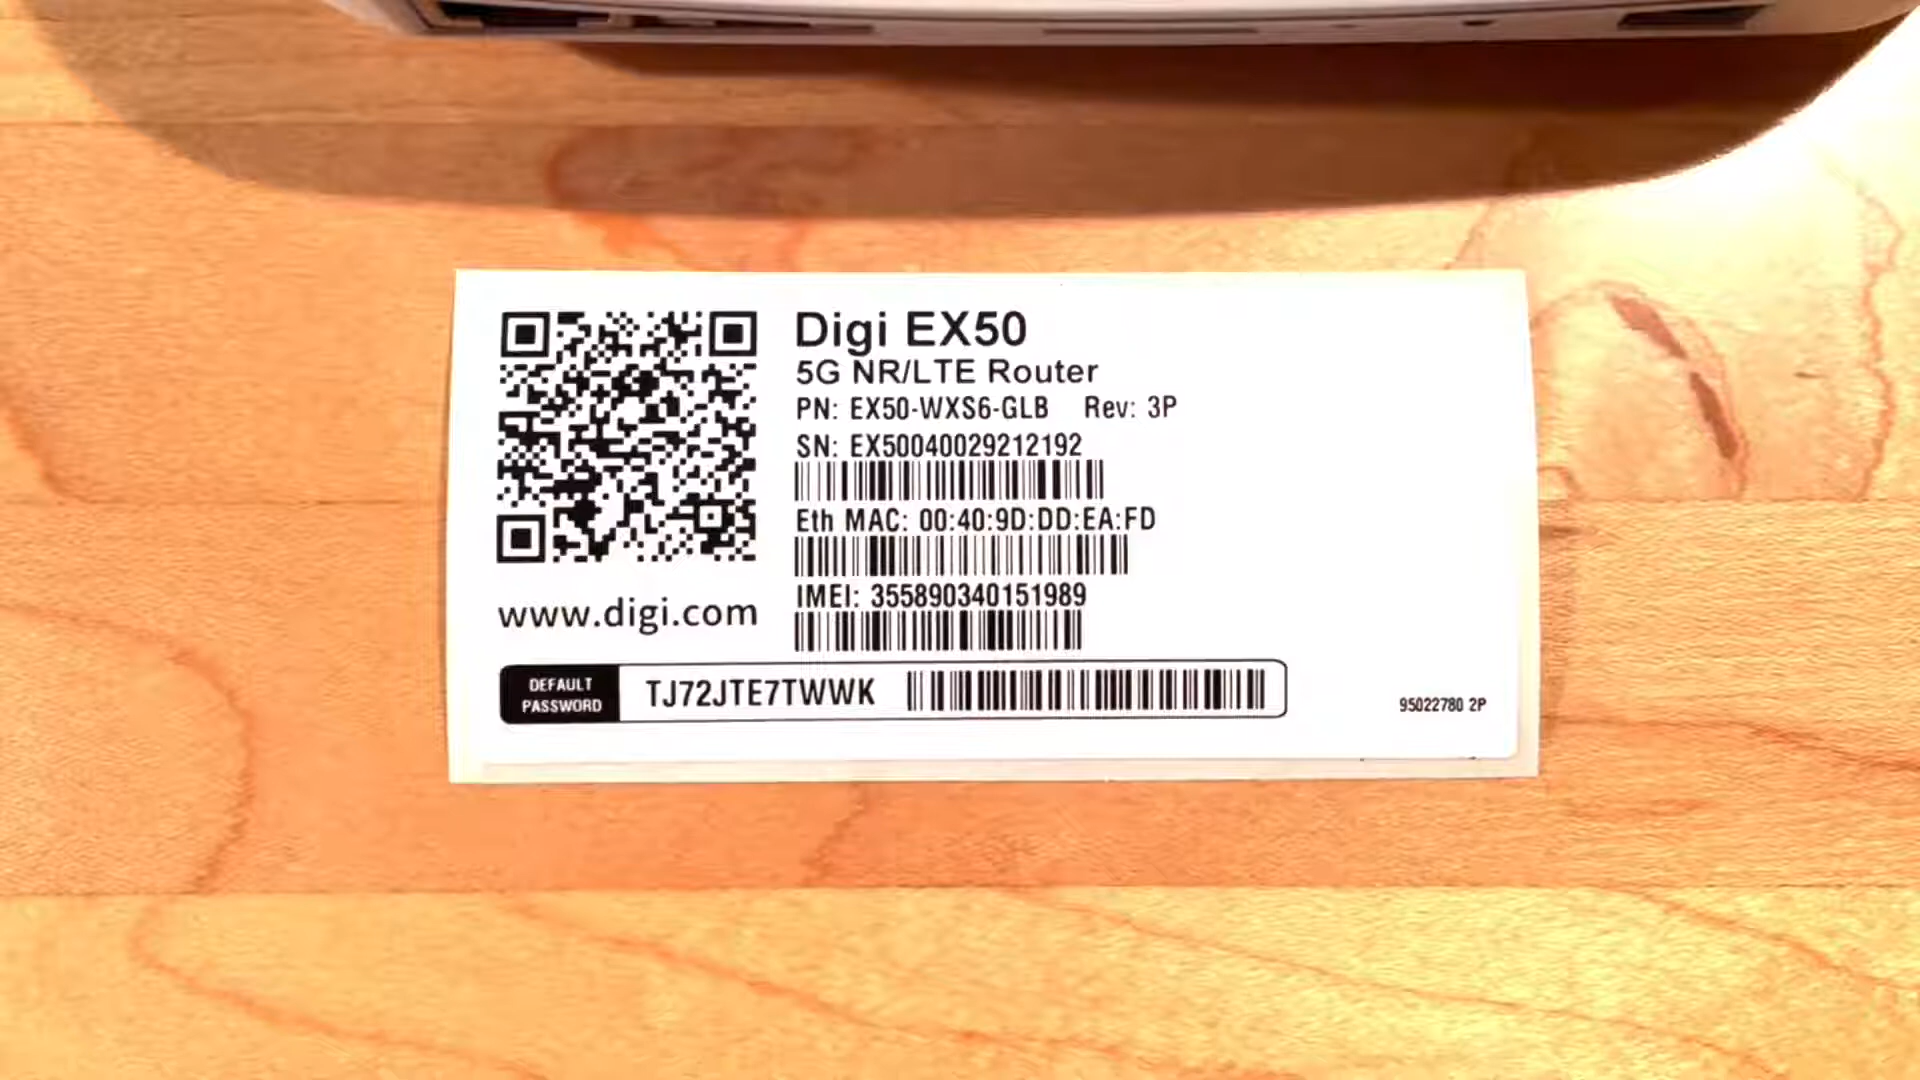 Digi EX50
5G NR/LTE Router
PN: EX50-WXS6-GLB Rev: 3P
SN: EX50040029212192
Eth MAC: 00:40:9D:DD:EA:FD
IMEI: 355890340151989
www.digi.com
DEFAULT
PASSWORD
TJ72JTE7TWWK
95022780 2P